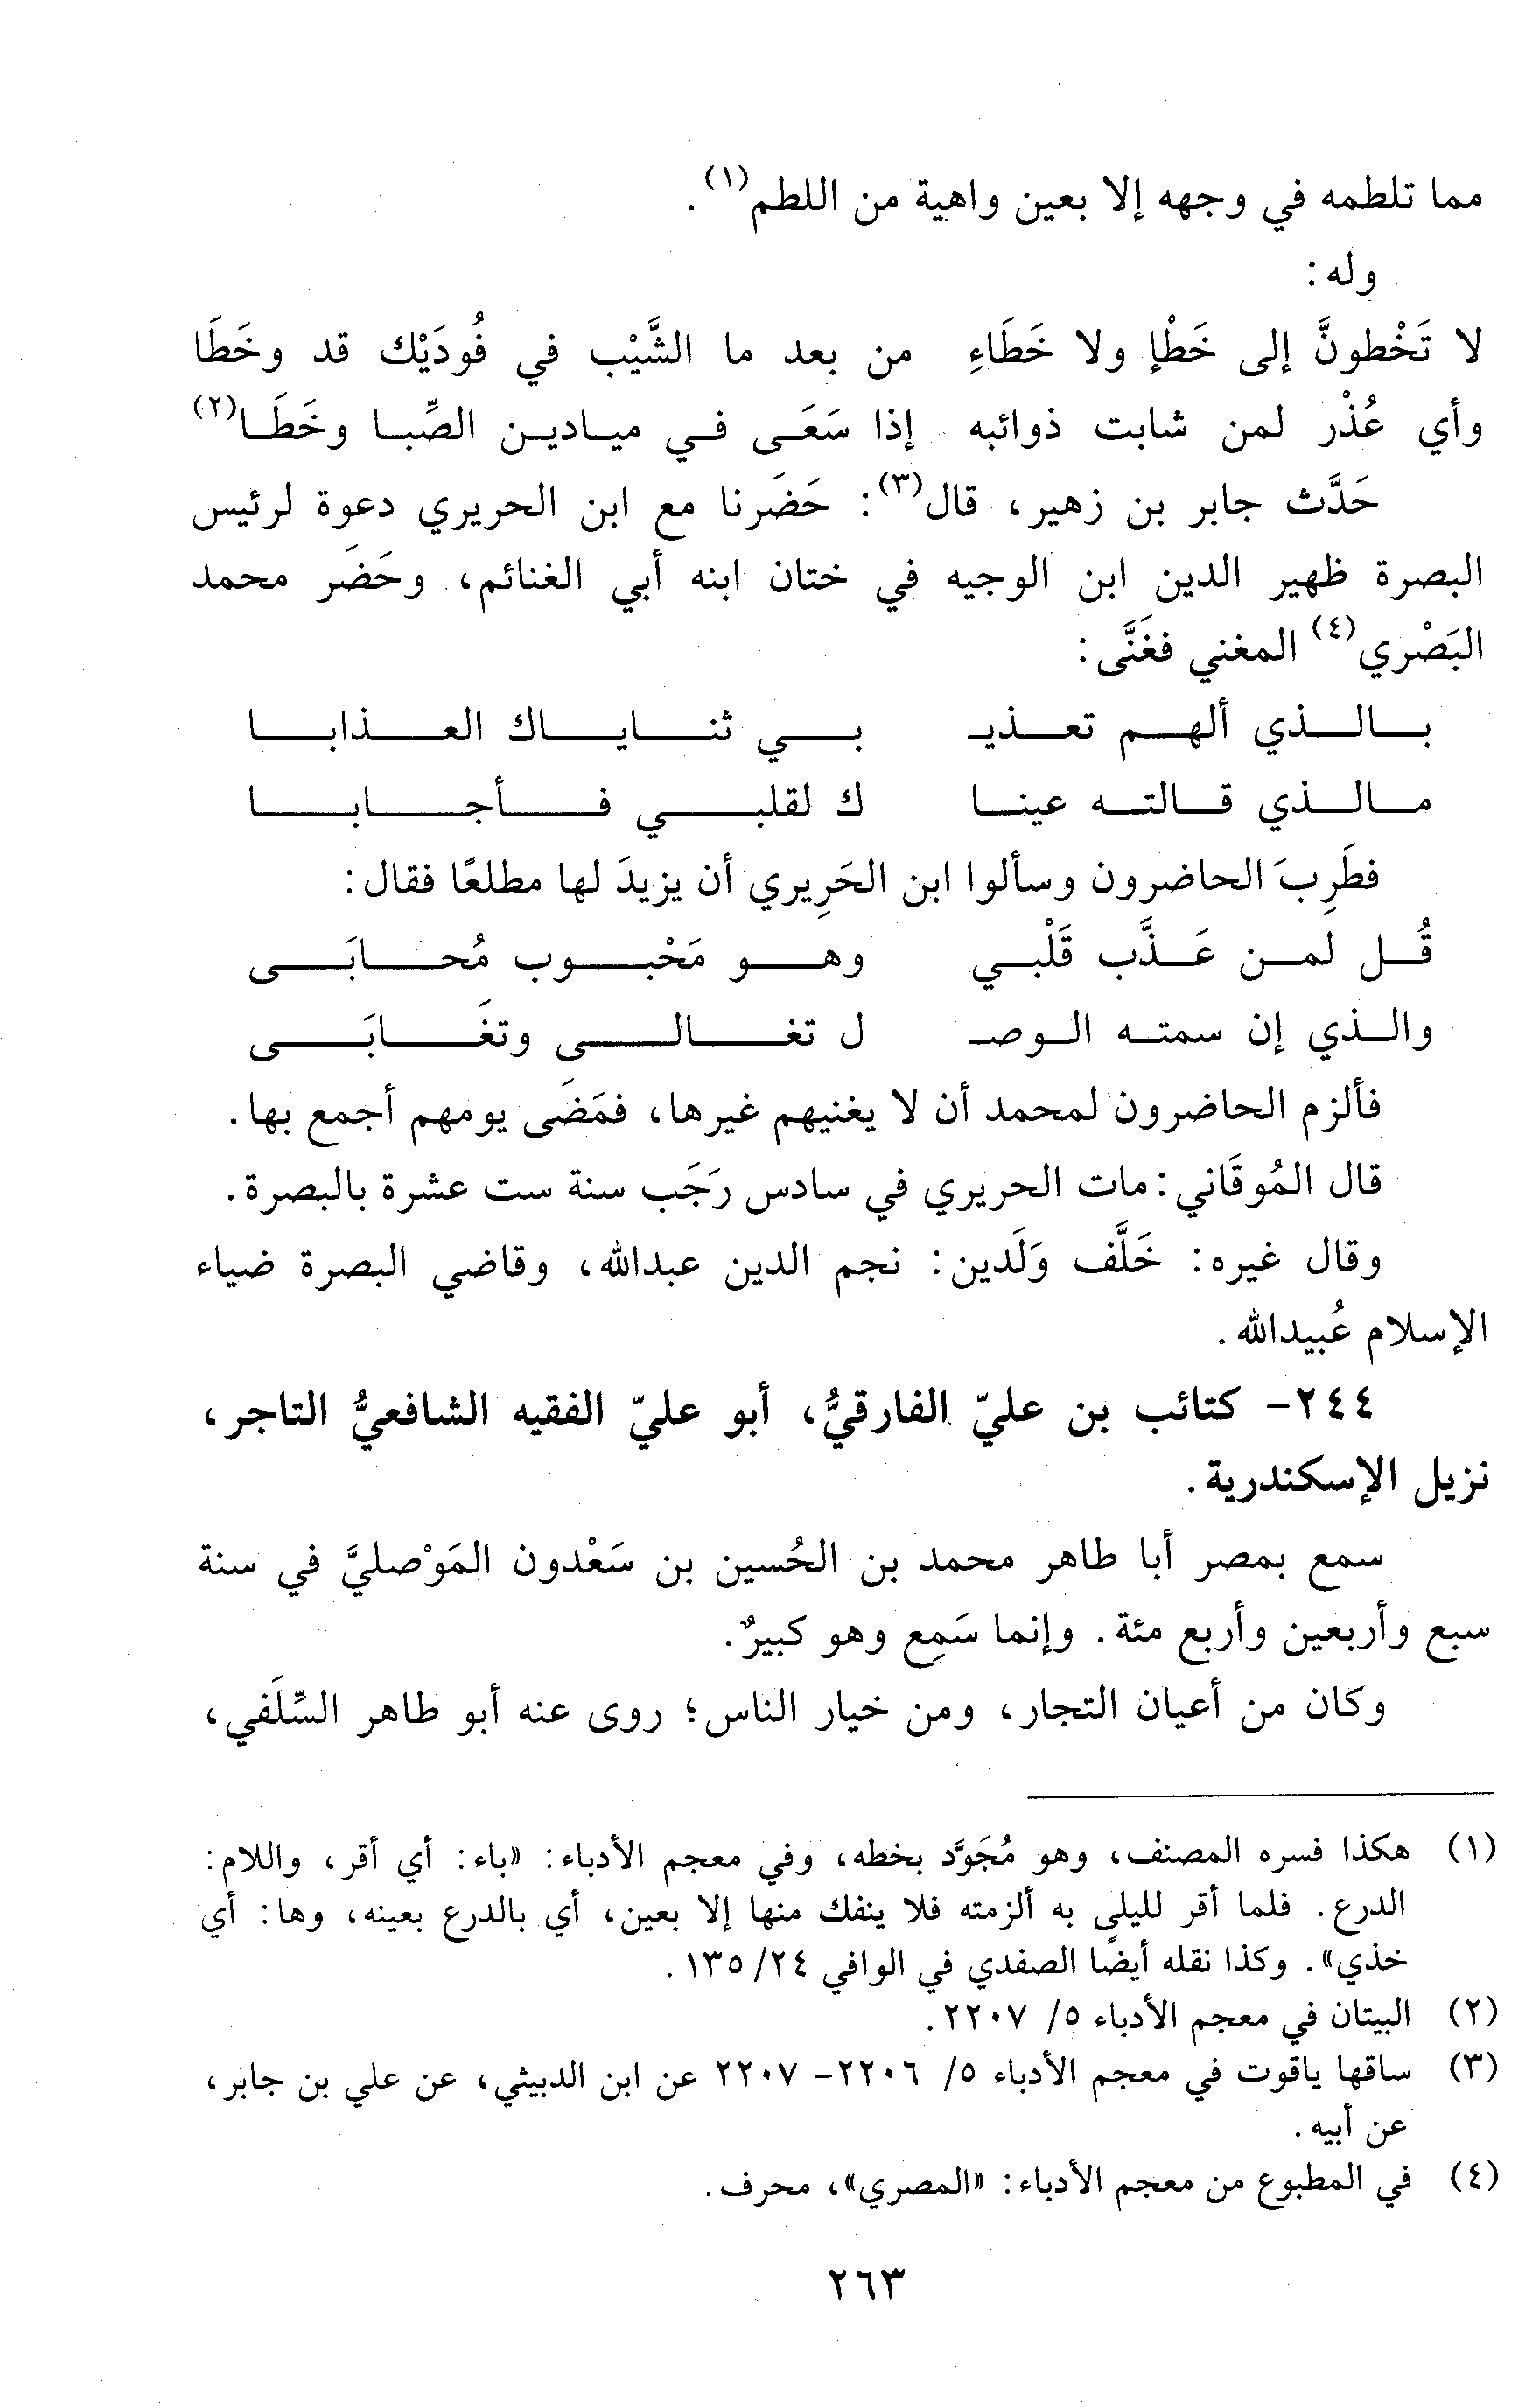 مما تلطمه في وجهه إلا بعين واهية من اللطم(١).
وله:
لا تَخْطونَّ إلى خَطْإ ولا خَطَاءِ من بعد ما الشَّيْب في فُودَيْك قد وخَطَا
وأي عُذْر لمن شابت ذوائبه إذا سَعَى في ميادين الصِّبا وخَطَا(٢)
حَدَّث جابر بن زهير، قال(٣): حَضَرنا مع ابن الحريري دعوة لرئيس
البصرة ظهير الدين ابن الوجيه في ختان ابنه أبي الغنائم، وحَضَر محمد
البَصْري(٤) المغني فغَنَّى:
بالذي ألهم تعذيـ بي ثناياك العذابا
مالذي قالته عينا ك لقلبي فأجابا
فطَرِبَ الحاضرون وسألوا ابن الحَرِيري أن يزيدَ لها مطلعًا فقال:
قُل لمن عَذَّب قَلْبي وهو مَحْبوب مُحابَى
والذي إن سمته الوصـ ل تغالى وتغَابَى
فألزم الحاضرون لمحمد أن لا يغنيهم غيرها، فمَضَى يومهم أجمع بها.
قال المُوقَاني: مات الحريري في سادس رَجَب سنة ست عشرة بالبصرة.
وقال غيره: خَلَّف وَلَدين: نجم الدين عبدالله، وقاضي البصرة ضياء
الإسلام عُبيدالله.
٢٤٤- كتائب بن عليّ الفارقيُّ، أبو عليّ الفقيه الشافعيُّ التاجر،
نزيل الإسكندرية.
سمع بمصر أبا طاهر محمد بن الحُسين بن سَعْدون المَوْصليَّ في سنة
سبع وأربعين وأربع مئة. وإنما سَمِع وهو كبيرٌ.
وكان من أعيان التجار، ومن خيار الناس؛ روى عنه أبو طاهر السِّلَفي،
(١) هكذا فسره المصنف، وهو مُجَوَّد بخطه، وفي معجم الأدباء: «باء: أي أقر، واللام:
الدرع. فلما أقر لليلى به ألزمته فلا ينفك منها إلا بعين، أي بالدرع بعينه، وها: أي
خذي». وكذا نقله أيضًا الصفدي في الوافي ٢٤/ ١٣٥.
(٢) البيتان في معجم الأدباء ٥/ ٢٢٠٧.
(٣) ساقها ياقوت في معجم الأدباء ٥/ ٢٢٠٦- ٢٢٠٧ عن ابن الدبيثي، عن علي بن جابر،
عن أبيه.
(٤) في المطبوع من معجم الأدباء: «المصري»، محرف.
٢٦٣